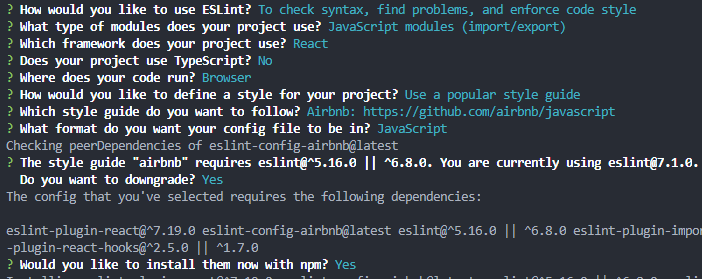 ? How would you like to use ESLint? To check syntax, find problems, and enforce code style
? What type of modules does your project use? JavaScript modules (import/export)
? Which framework does your project use? React
? Does your project use TypeScript? No
? Where does your code run? Browser
? How would you like to define a style for your project? Use a popular style guide
? Which style guide do you want to follow? Airbnb: https://github.com/airbnb/javascript
? What format do you want your config file to be in? JavaScript
Checking peerDependencies of eslint-config-airbnb@latest
? The style guide "airbnb" requires eslint@^5.16.0 || ^6.8.0. You are currently using eslint@7.1.0.
Do you want to downgrade? Yes
The config that you've selected requires the following dependencies:
eslint-plugin-react@^7.19.0 eslint-config-airbnb@latest eslint@^5.16.0 || ^6.8.0 eslint-plugin-impor
-plugin-react-hooks@^2.5.0 || ^1.7.0
? Would you like to install them now with npm? Yes